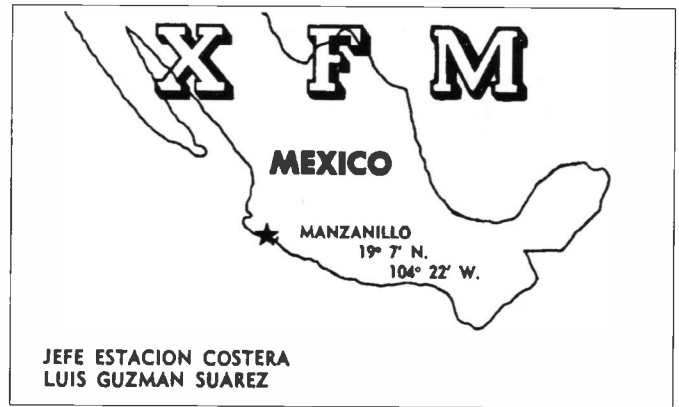 X F M
MEXICO
MANZANILLO
19° 7' N.
104° 22' W.
JEFE ESTACION COSTERA
LUIS GUZMAN SUAREZ